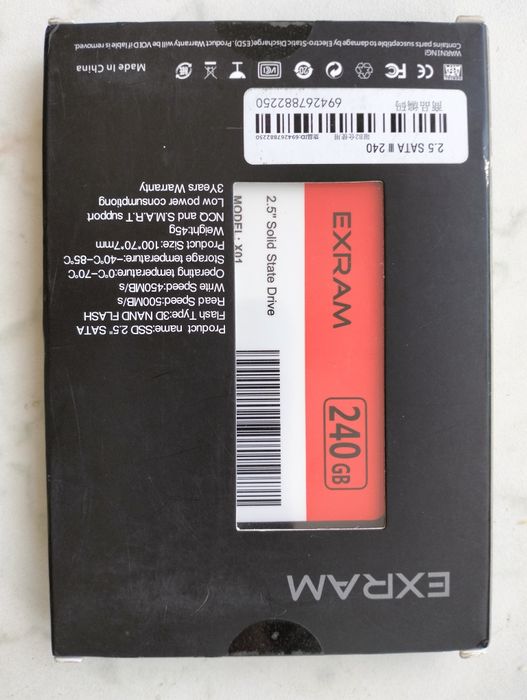 EXRAM
EXRAM
240GB
2.5" Solid State Drive
MODEL: X01
Product name:SSD 2.5" SATA
Flash Type:3D NAND FLASH
Read Speed:500MB/s
Write Speed:450MB/s
Operating temperature:0°C~70°C
Storage temperature:-40°C~85°C
Product Size:100*70*7mm
Weight:45g
NCQ and S.M.A.R.T support
Low power consumptiong
3Years Warranty
2.5 SATA Ⅲ 240
商品编码
694267882250
Made in China
WARNING!
Contains parts susceptible to damage by Electro-Static Discharge(ESD). Product Warranty be VOID if lable is removed.